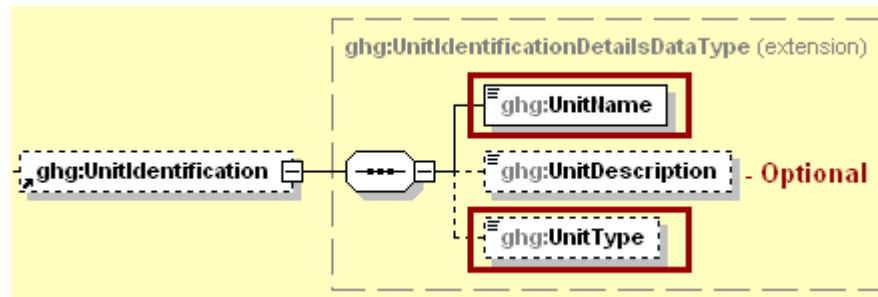 ghg:UnitIdentificationDetailsDataType (extension)
ghg:UnitName
ghg:UnitIdentification
ghg:UnitDescription - Optional
ghg:UnitType